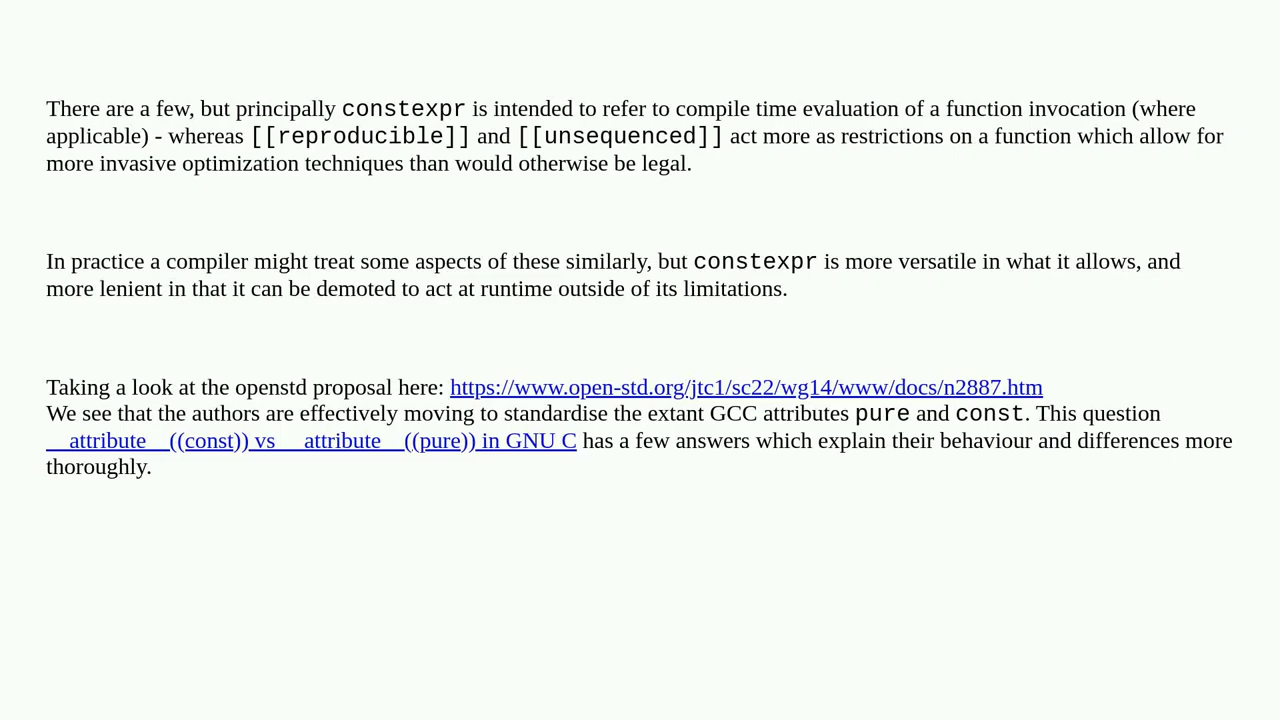 There are a few, but principally constexpr is intended to refer to compile time evaluation of a function invocation (where
applicable) - whereas [[reproducible]] and [[unsequenced]] act more as restrictions on a function which allow for
more invasive optimization techniques than would otherwise be legal.
In practice a compiler might treat some aspects of these similarly, but constexpr is more versatile in what it allows, and
more lenient in that it can be demoted to act at runtime outside of its limitations.
Taking a look at the openstd proposal here: https://www.open-std.org/jtc1/sc22/wg14/www/docs/n2887.htm
We see that the authors are effectively moving to standardise the extant GCC attributes pure and const. This question
__attribute__((const)) vs __attribute__((pure)) in GNU C has a few answers which explain their behaviour and differences more
thoroughly.